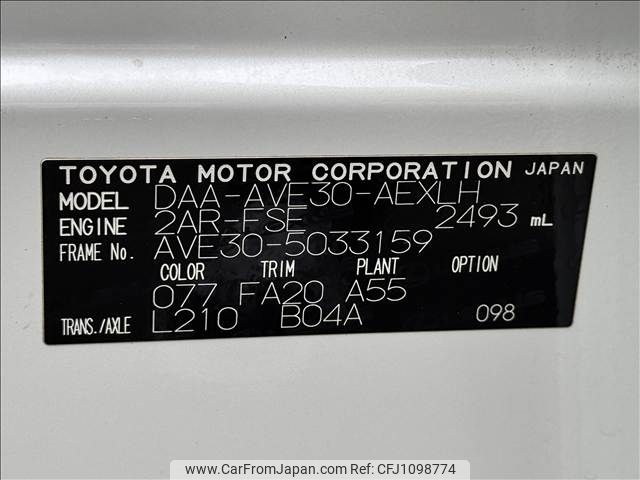 TOYOTA MOTOR CORPORATION JAPAN
MODEL DAA-AVE30-AEXLH
ENGINE 2AR-FSE 2493 mL
FRAME No. AVE30-5033159
COLOR TRIM PLANT OPTION
077 FA20 A55
TRANS./AXLE L210 B04A 098
www.CarFromJapan.com - Ref: CFJ1098774